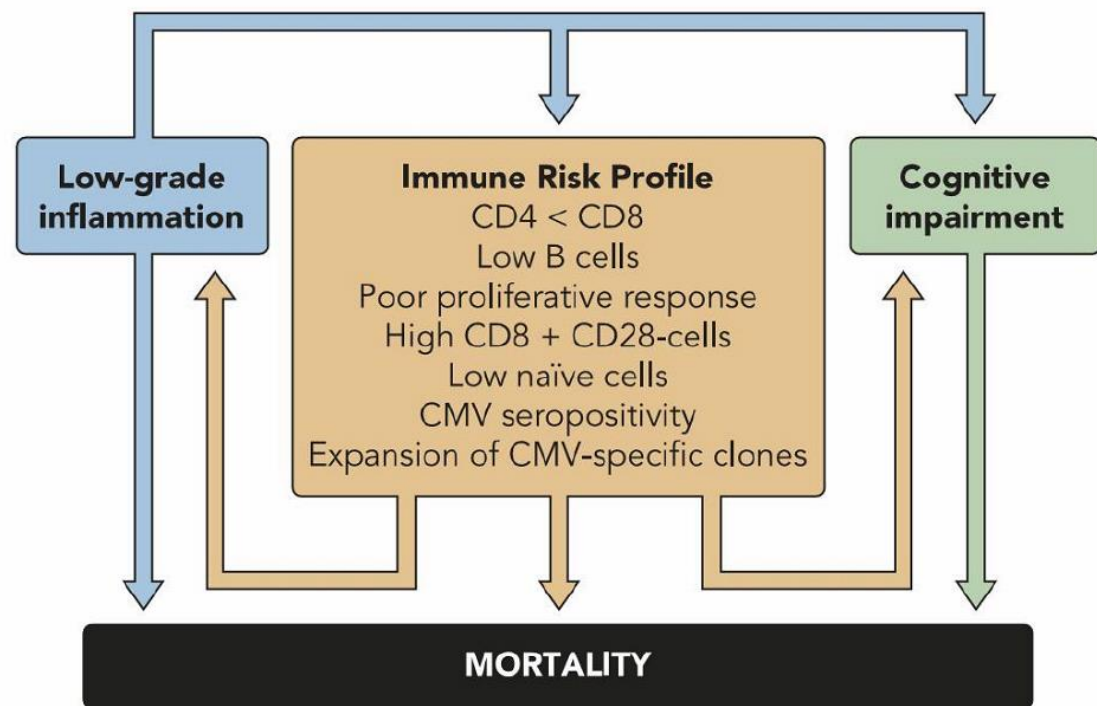 Low-grade
inflammation
Immune Risk Profile
CD4 < CD8
Low B cells
Poor proliferative response
High CD8 + CD28-cells
Low naïve cells
CMV seropositivity
Expansion of CMV-specific clones
Cognitive
impairment
MORTALITY